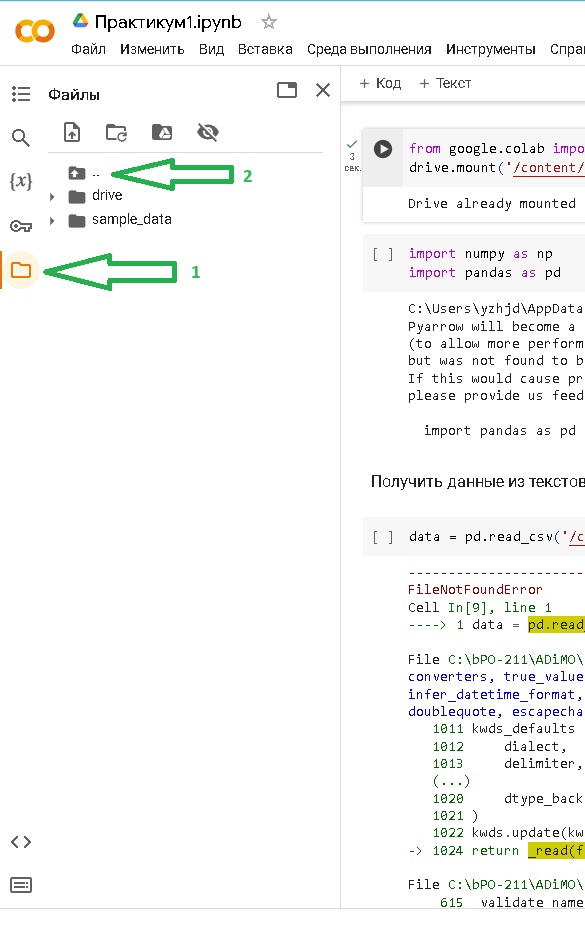 Практикум1.ipynb
Файл Изменить Вид Вставка Среда выполнения Инструменты Спра
Файлы
..
2
drive
sample_data
{x}
1
+ Код + Текст
3
сек.
from google.colab impo
drive.mount('/content/
Drive already mounted
[ ] import numpy as np
import pandas as pd
C:\Users\yzhjd\AppData
Pyarrow will become a
(to allow more perform
but was not found to b
If this would cause pr
please provide us feed
import pandas as pd
Получить данные из текстов
[ ] data = pd.read_csv('/c
---------------------
FileNotFoundError
Cell In[9], line 1
----> 1 data = pd.read_
File C:\bPO-211\ADiMO\
converters, true_value
infer_datetime_format,
doublequote, escapecha
1011 kwds_defaults
1012 dialect,
1013 delimiter,
(...)
1020 dtype_back
1021 )
1022 kwds.update(kw
-> 1024 return _read(f
File C:\bPO-211\ADiMO\
615 validate_name